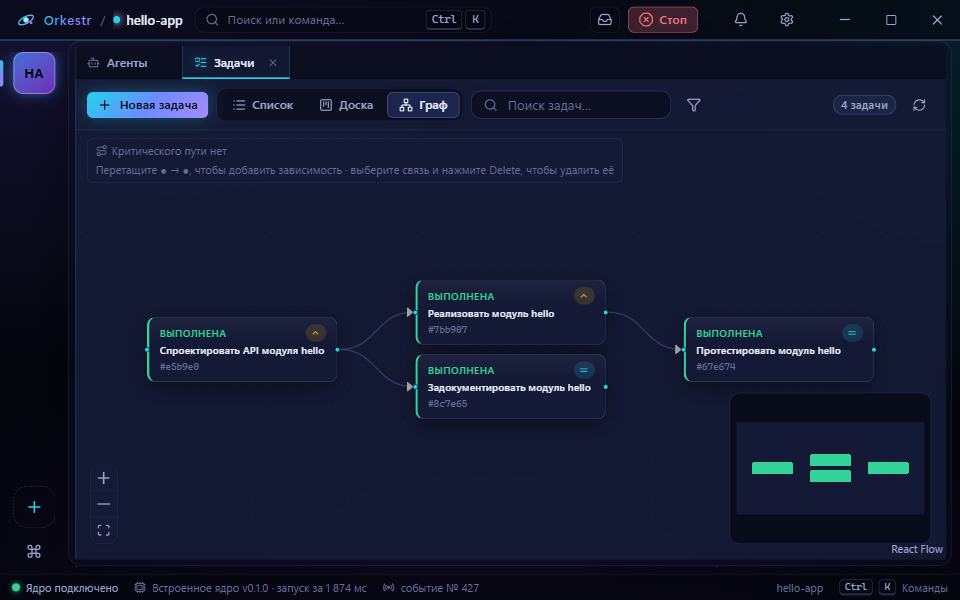 Orkestr / hello-app
Поиск или команда...
Ctrl K
Стоп
HA
Агенты
Задачи
Новая задача
Список
Доска
Граф
Поиск задач...
4 задачи
Критического пути нет
Перетащите ● → ●, чтобы добавить зависимость · выберите связь и нажмите Delete, чтобы удалить её
ВЫПОЛНЕНА
Спроектировать API модуля hello
#e5b9e0
ВЫПОЛНЕНА
Реализовать модуль hello
#7bb907
ВЫПОЛНЕНА
Задокументировать модуль hello
#8c7e65
ВЫПОЛНЕНА
Протестировать модуль hello
#67e674
React Flow
Ядро подключено
Встроенное ядро v0.1.0 · запуск за 1 874 мс
событие № 427
hello-app
Ctrl K Команды